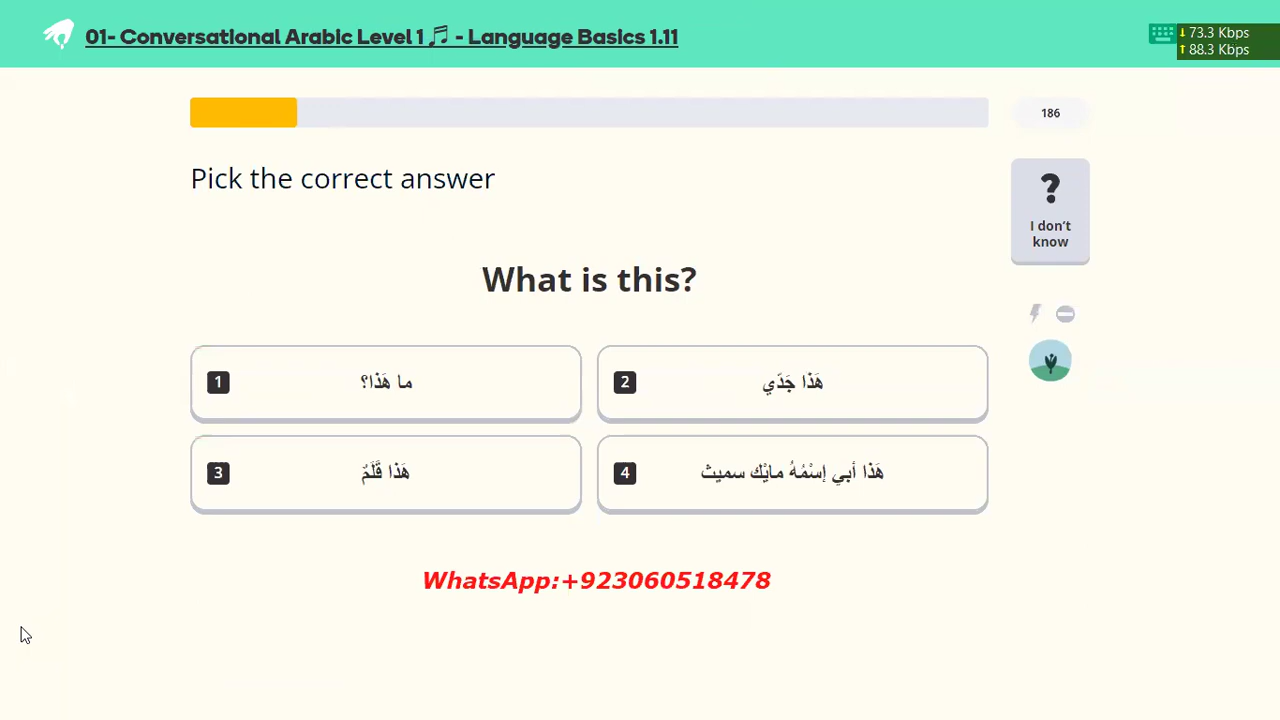 01- Conversational Arabic Level 1 🎵 - Language Basics 1.11
73.3 Kbps
88.3 Kbps
186
Pick the correct answer
?
I don't
know
What is this?
1 ما هَذا؟
2 هَذا جَدّي
3 هَذا قَلَمٌ
4 هَذا أبي إسْمُهُ مايْك سميث
WhatsApp:+923060518478